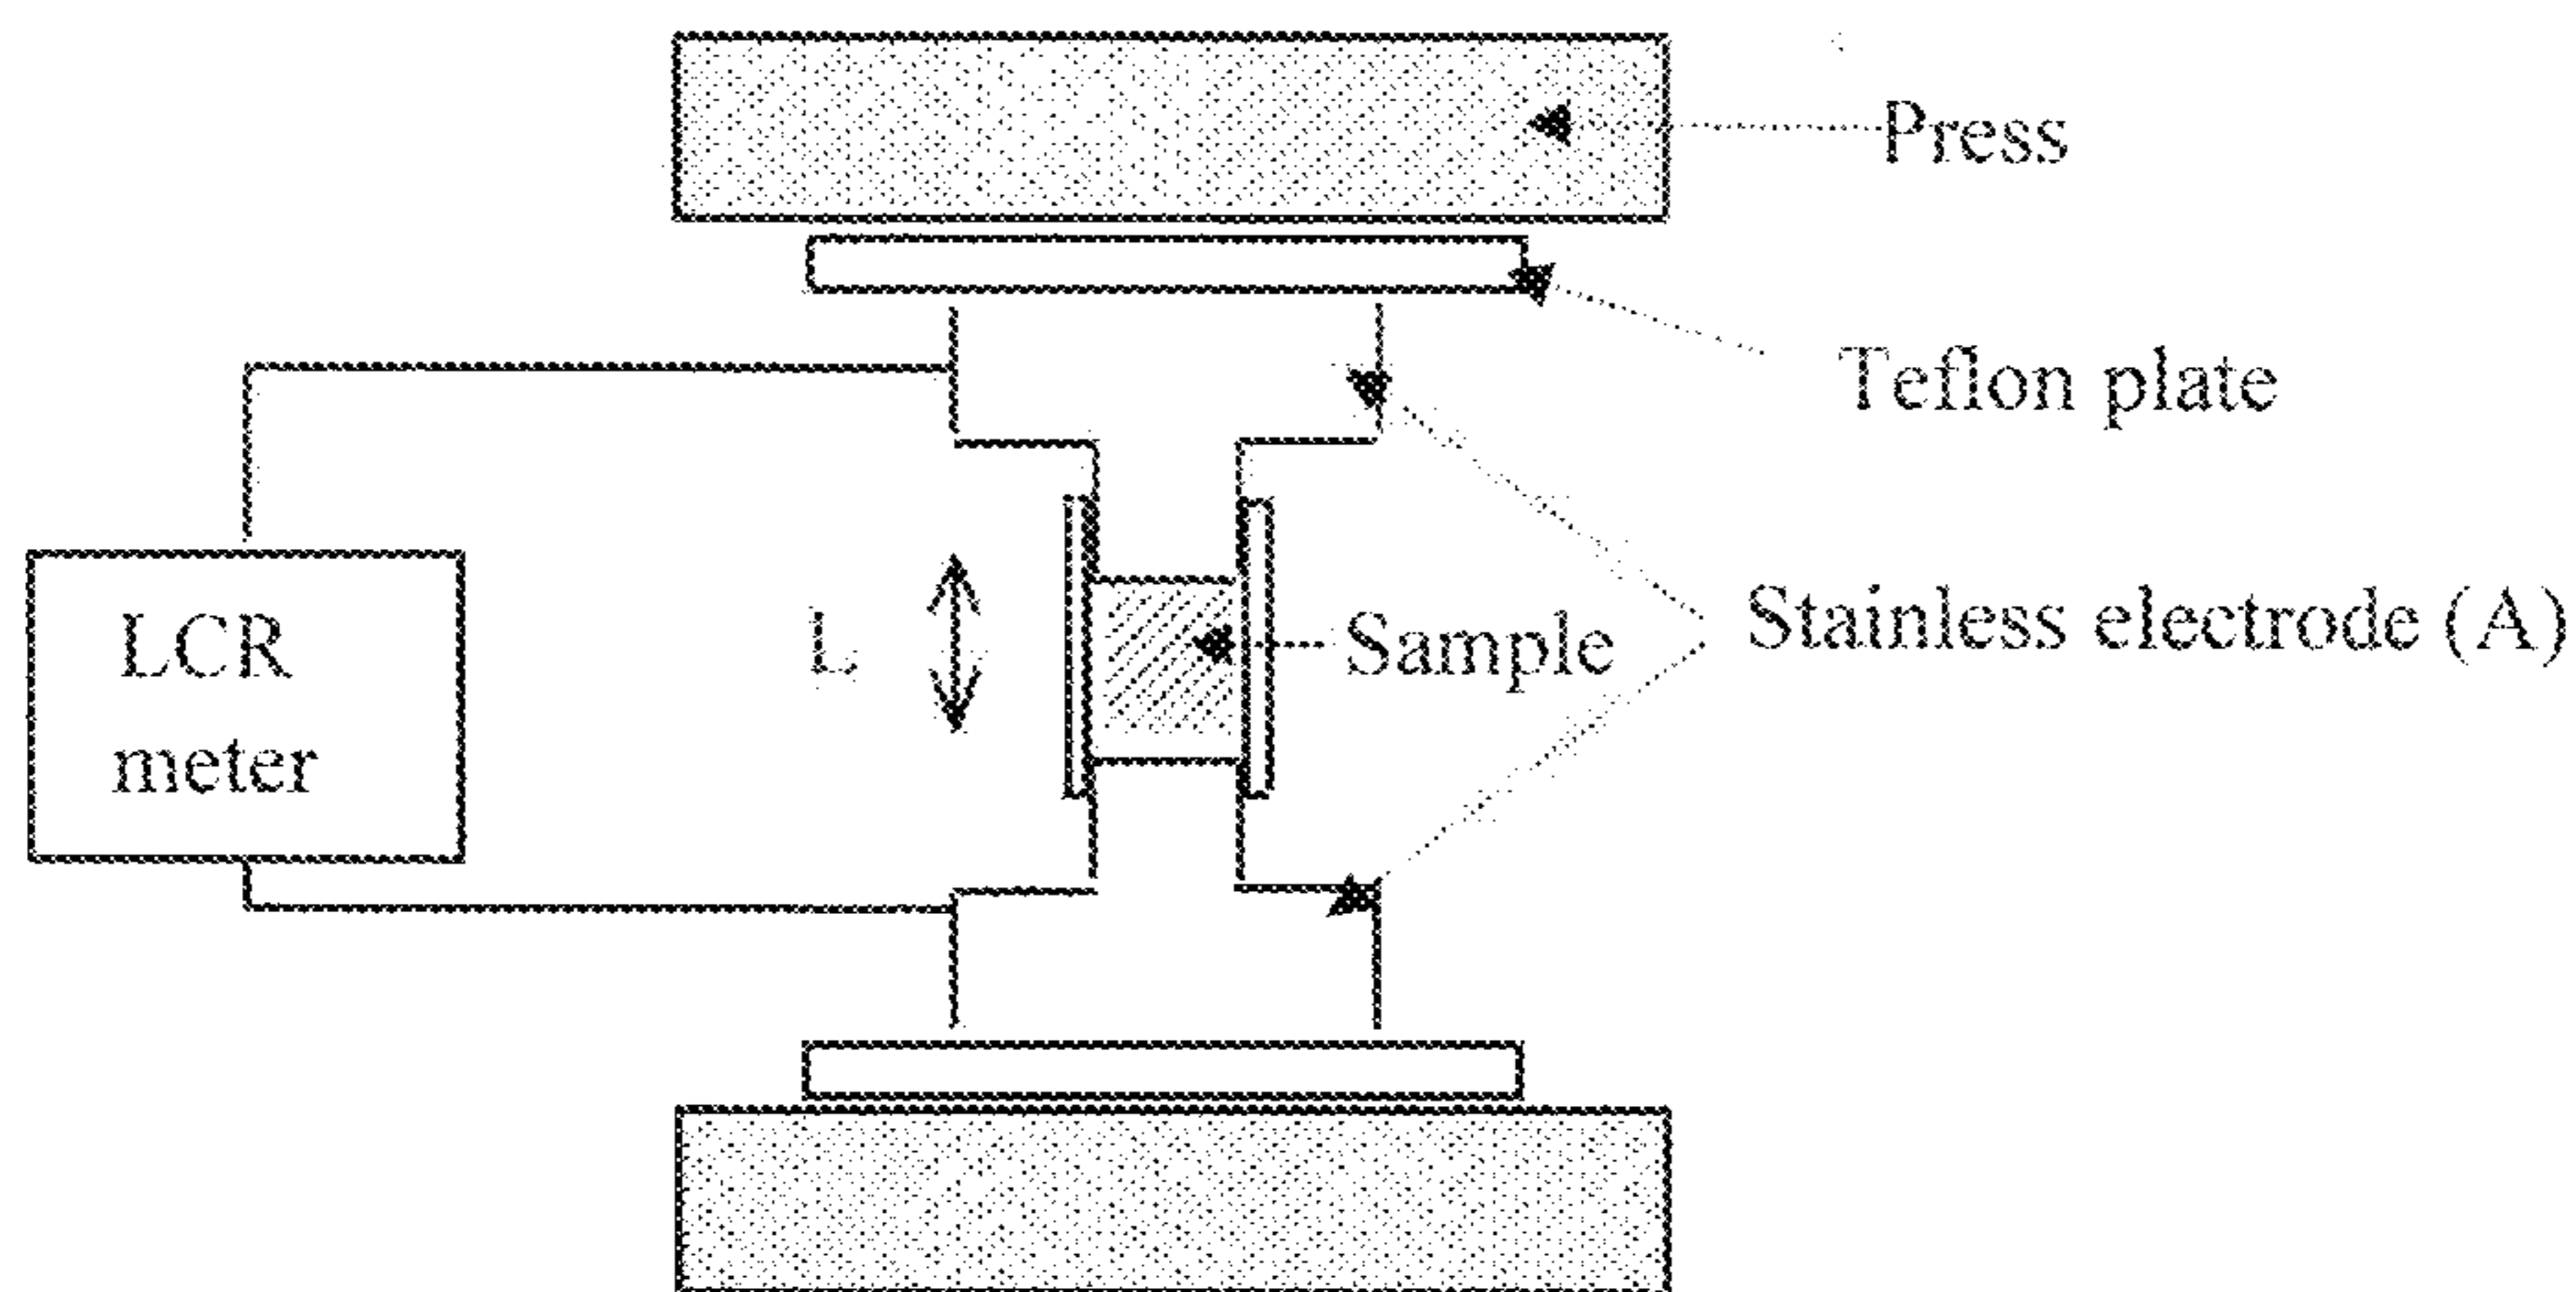 Press
Teflon plate
Stainless electrode (A)
L
Sample
LCR
meter